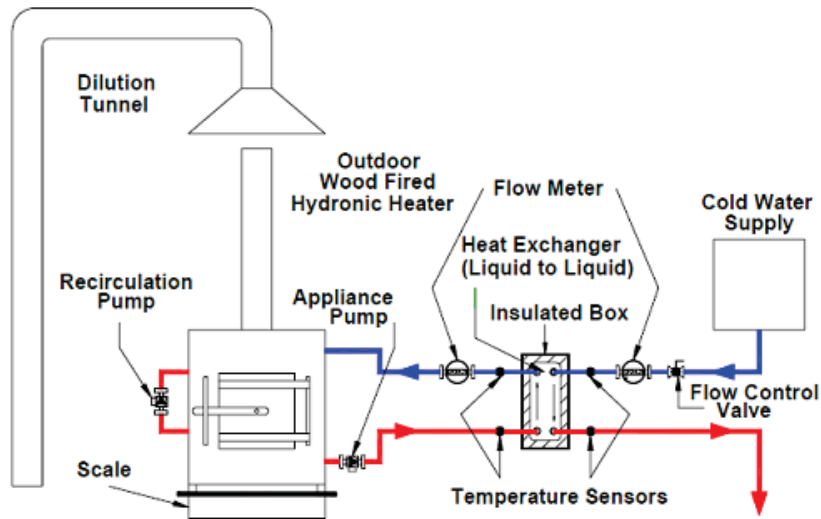 Dilution
Tunnel
Outdoor
Wood Fired
Hydronic Heater
Flow Meter
Cold Water
Supply
Heat Exchanger
(Liquid to Liquid)
Recirculation
Pump
Appliance
Pump
Insulated Box
Flow Control
Valve
Scale
Temperature Sensors